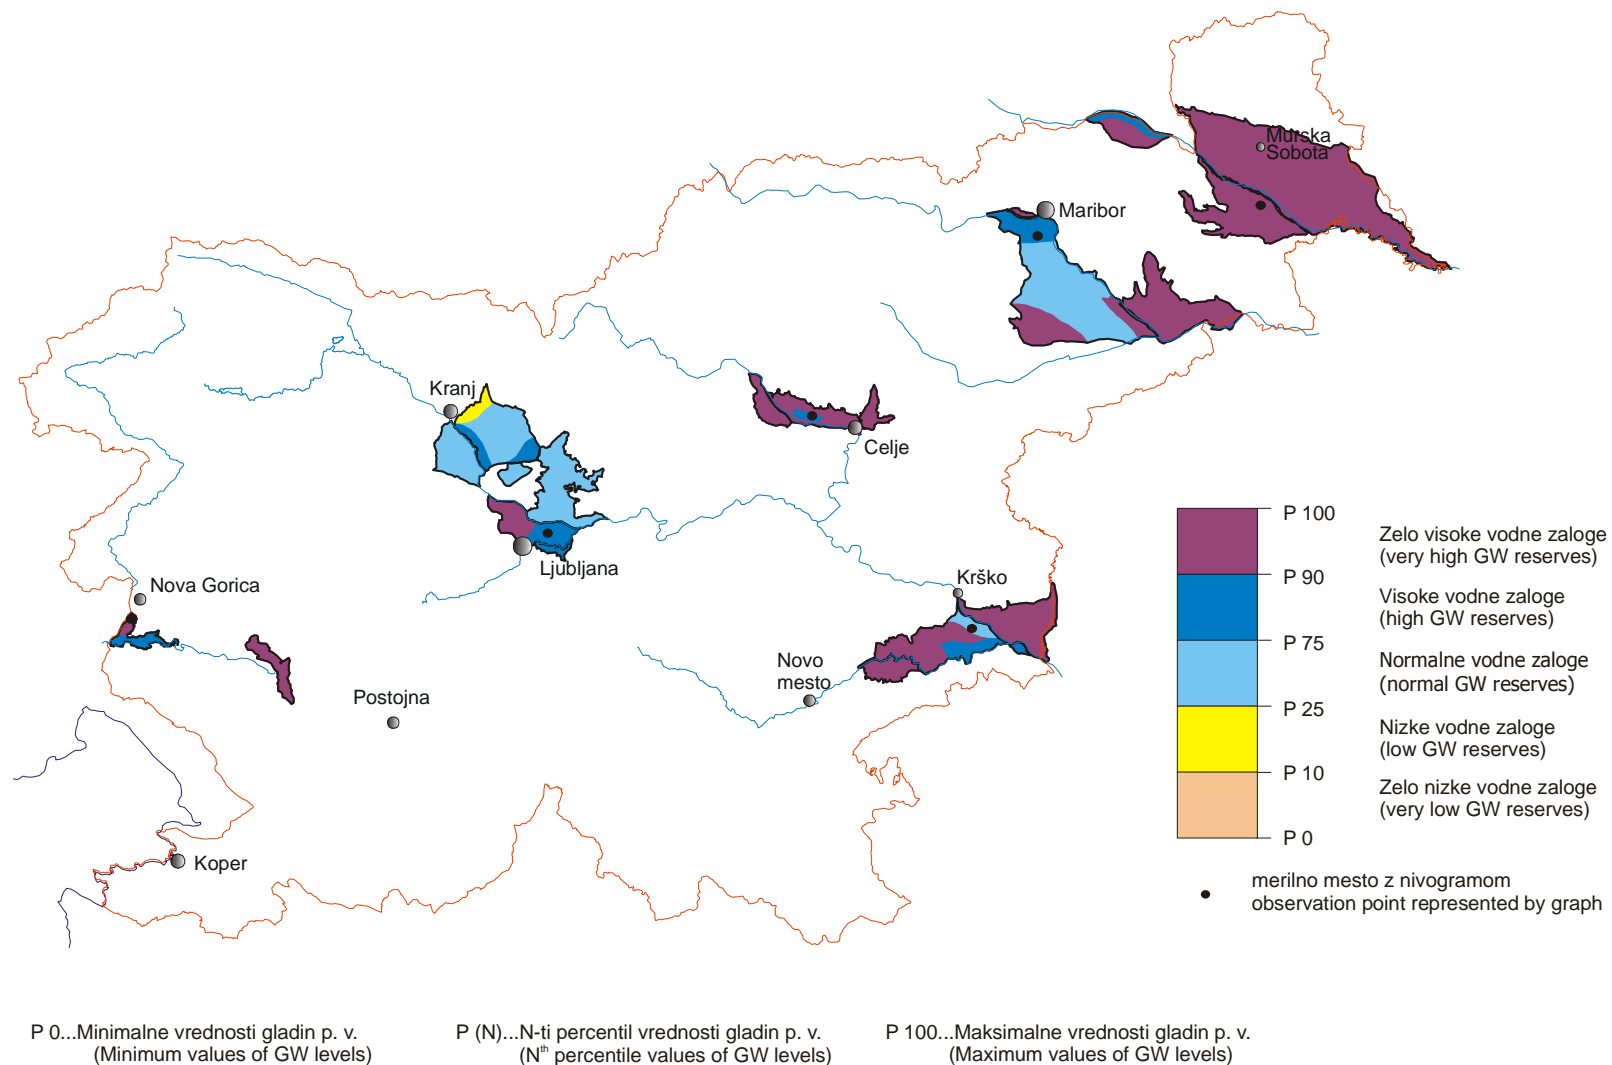 Murska
Sobota
Maribor
Kranj
Celje
Ljubljana
Nova Gorica
Krško
Novo
mesto
Postojna
Koper
P 100
Zelo visoke vodne zaloge
(very high GW reserves)
P 90
Visoke vodne zaloge
(high GW reserves)
P 75
Normalne vodne zaloge
(normal GW reserves)
P 25
Nizke vodne zaloge
(low GW reserves)
P 10
Zelo nizke vodne zaloge
(very low GW reserves)
P 0
merilno mesto z nivogramom
observation point represented by graph
P 0...Minimalne vrednosti gladin p. v.
(Minimum values of GW levels)
P (N)...N-ti percentil vrednosti gladin p. v.
(Nth percentile values of GW levels)
P 100...Maksimalne vrednosti gladin p. v.
(Maximum values of GW levels)